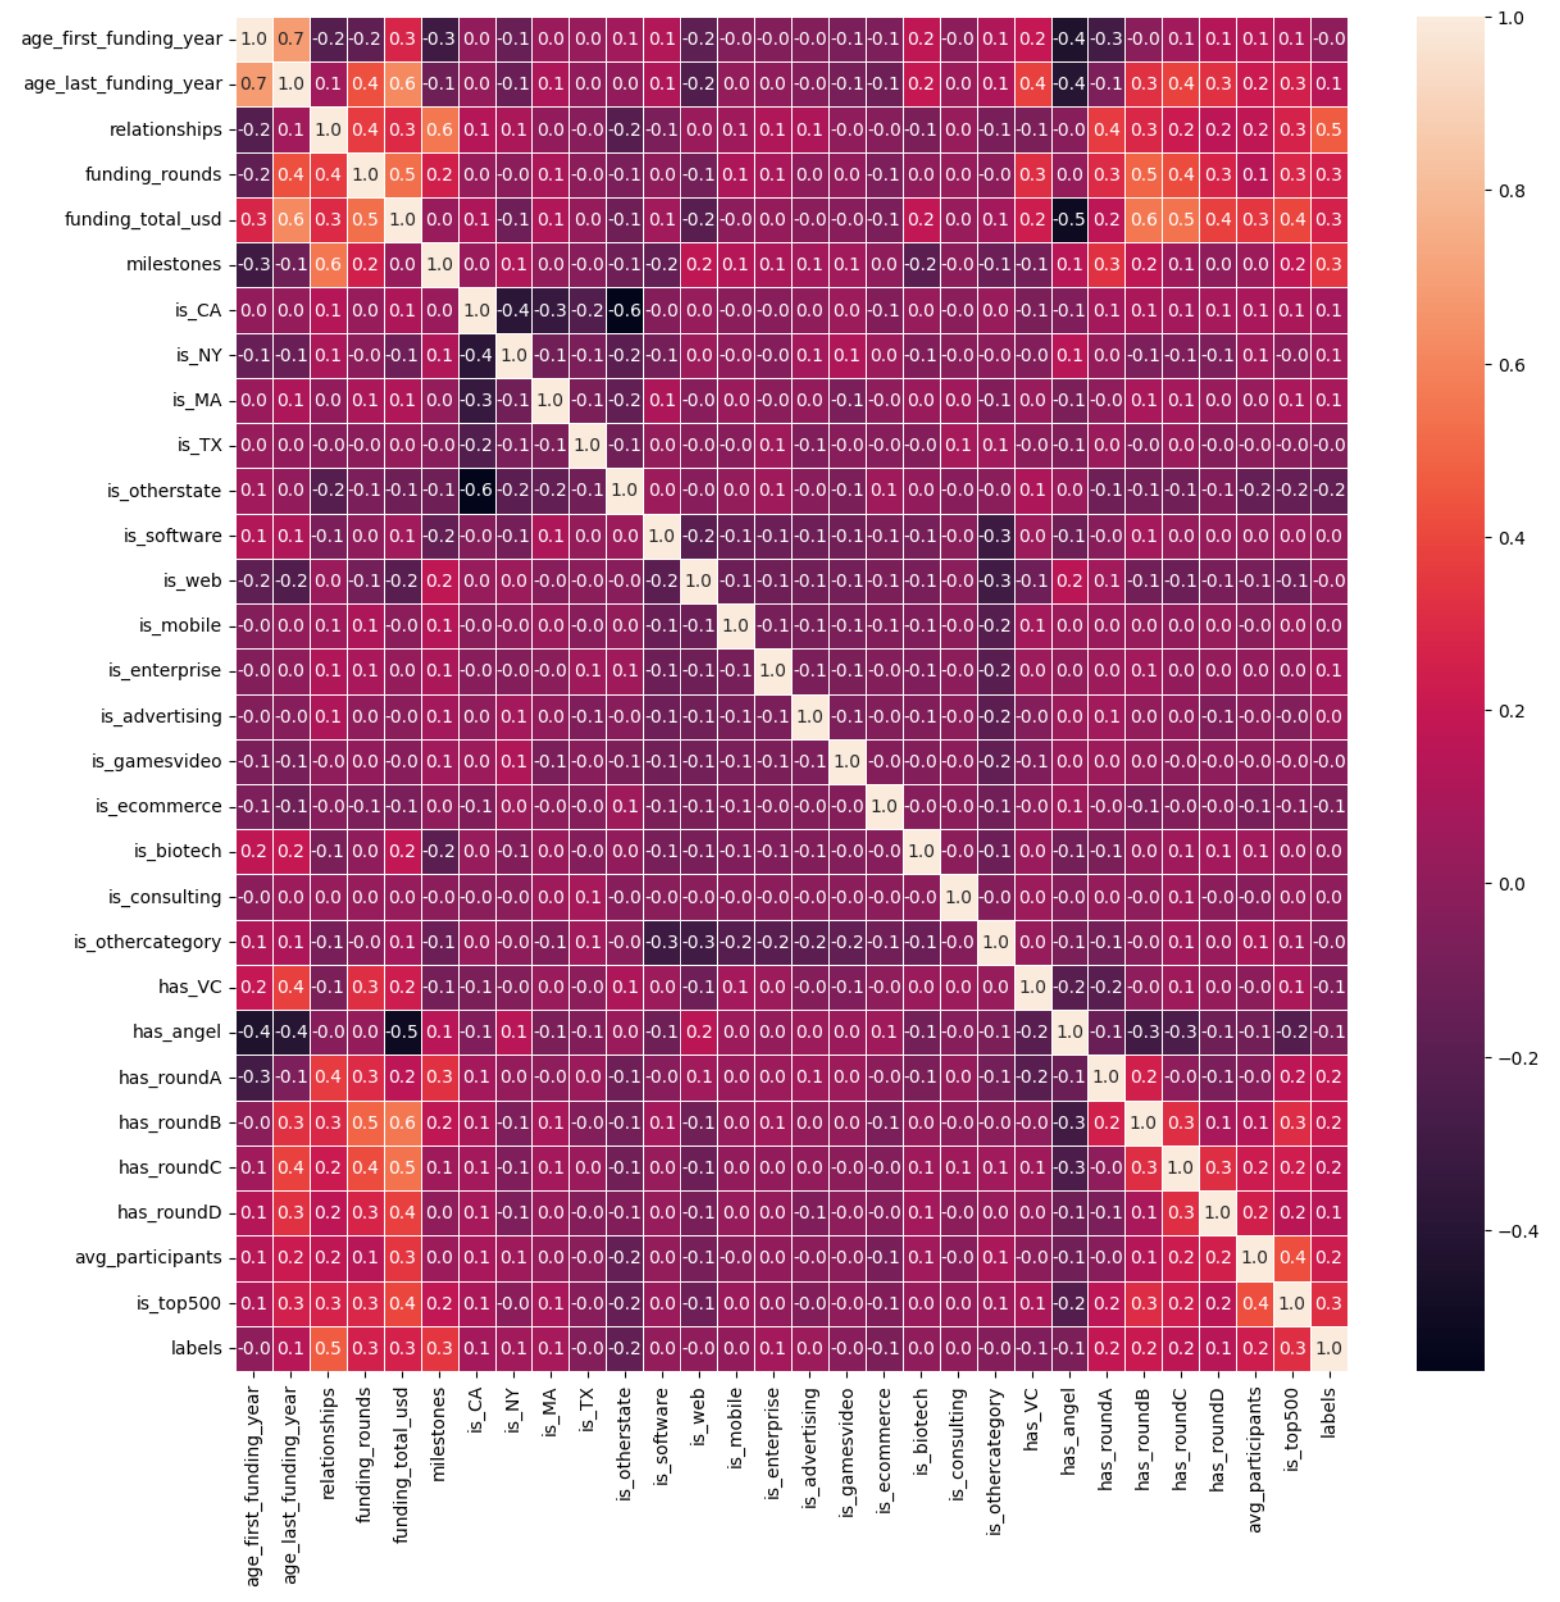 age_first_funding_year 1.0 0.7 -0.2 -0.2 0.3 -0.3 0.0 -0.1 0.0 0.0 0.1 0.1 -0.2 -0.0 -0.0 -0.0 -0.1 -0.1 0.2 -0.0 0.1 0.2 -0.4 -0.3 -0.0 0.1 0.1 0.1 0.1 -0.0 1.0
age_last_funding_year 0.7 1.0 0.1 0.4 0.6 -0.1 0.0 -0.1 0.1 0.0 0.0 0.1 -0.2 0.0 0.0 -0.0 -0.1 -0.1 0.2 0.0 0.1 0.4 -0.4 -0.1 0.3 0.4 0.3 0.2 0.3 0.1
relationships -0.2 0.1 1.0 0.4 0.3 0.6 0.1 0.1 0.0 -0.0 -0.2 -0.1 0.0 0.1 0.1 0.1 -0.0 -0.0 -0.1 0.0 -0.1 -0.1 -0.0 0.4 0.3 0.2 0.2 0.2 0.3 0.5
funding_rounds -0.2 0.4 0.4 1.0 0.5 0.2 0.0 -0.0 0.1 -0.0 -0.1 0.0 -0.1 0.1 0.1 0.0 -0.0 -0.1 0.0 0.0 -0.0 0.3 0.0 0.3 0.5 0.4 0.3 0.1 0.3 0.3
funding_total_usd 0.3 0.6 0.3 0.5 1.0 0.0 0.1 -0.1 0.1 0.0 -0.1 0.1 -0.2 -0.0 0.0 -0.0 -0.0 -0.1 0.2 0.0 0.1 0.2 -0.5 0.2 0.6 0.5 0.4 0.3 0.4 0.3 0.8
milestones -0.3 -0.1 0.6 0.2 0.0 1.0 0.0 0.1 0.0 -0.0 -0.1 -0.2 0.2 0.1 0.1 0.1 0.1 0.0 -0.2 -0.0 -0.1 -0.1 0.1 0.3 0.2 0.1 0.0 0.0 0.2 0.3
is_CA 0.0 0.0 0.1 0.0 0.1 0.0 1.0 -0.4 -0.3 -0.2 -0.6 -0.0 0.0 -0.0 -0.0 0.0 0.0 -0.1 0.0 0.0 0.0 -0.1 -0.1 0.1 0.1 0.1 0.1 0.1 0.1 0.1
is_NY -0.1 -0.1 0.1 -0.0 -0.1 0.1 -0.4 1.0 -0.1 -0.1 -0.2 -0.1 0.0 -0.0 -0.0 0.1 0.1 0.0 -0.1 -0.0 -0.0 -0.0 0.1 0.0 -0.1 -0.1 -0.1 0.1 -0.0 0.1 0.6
is_MA 0.0 0.1 0.0 0.1 0.1 0.0 -0.3 -0.1 1.0 -0.1 -0.2 0.1 -0.0 -0.0 -0.0 0.0 -0.1 -0.0 0.0 0.0 -0.1 0.0 -0.1 -0.0 0.1 0.1 0.0 0.0 0.1 0.1
is_TX 0.0 0.0 -0.0 -0.0 0.0 -0.0 -0.2 -0.1 -0.1 1.0 -0.1 0.0 -0.0 -0.0 0.1 -0.1 -0.0 -0.0 -0.0 0.1 0.1 -0.0 -0.1 0.0 -0.0 0.0 -0.0 -0.0 -0.0 -0.0
is_otherstate 0.1 0.0 -0.2 -0.1 -0.1 -0.1 -0.6 -0.2 -0.2 -0.1 1.0 0.0 -0.0 0.0 0.1 -0.0 -0.1 0.1 0.0 -0.0 -0.0 0.1 0.0 -0.1 -0.1 -0.1 -0.1 -0.2 -0.2 -0.2
is_software 0.1 0.1 -0.1 0.0 0.1 -0.2 -0.0 -0.1 0.1 0.0 0.0 1.0 -0.2 -0.1 -0.1 -0.1 -0.1 -0.1 -0.1 -0.0 -0.3 0.0 -0.1 -0.0 0.1 0.0 0.0 0.0 0.0 0.0 0.4
is_web -0.2 -0.2 0.0 -0.1 -0.2 0.2 0.0 0.0 -0.0 -0.0 -0.0 -0.2 1.0 -0.1 -0.1 -0.1 -0.1 -0.1 -0.1 -0.0 -0.3 -0.1 0.2 0.1 -0.1 -0.1 -0.1 -0.1 -0.1 -0.0
is_mobile -0.0 0.0 0.1 0.1 -0.0 0.1 -0.0 -0.0 -0.0 -0.0 0.0 -0.1 -0.1 1.0 -0.1 -0.1 -0.1 -0.1 -0.1 -0.0 -0.2 0.1 0.0 0.0 0.0 0.0 0.0 -0.0 0.0 0.0
is_enterprise -0.0 0.0 0.1 0.1 0.0 0.1 -0.0 -0.0 -0.0 0.1 0.1 -0.1 -0.1 -0.1 1.0 -0.1 -0.1 -0.0 -0.1 -0.0 -0.2 0.0 0.0 0.0 0.1 0.0 0.0 0.0 0.0 0.1
is_advertising -0.0 -0.0 0.1 0.0 -0.0 0.1 0.0 0.1 0.0 -0.1 -0.0 -0.1 -0.1 -0.1 -0.1 1.0 -0.1 -0.0 -0.1 -0.0 -0.2 -0.0 0.0 0.1 0.0 0.0 -0.1 -0.0 -0.0 0.0 0.2
is_gamesvideo -0.1 -0.1 -0.0 -0.0 -0.0 0.1 0.0 0.1 -0.1 -0.0 -0.1 -0.1 -0.1 -0.1 -0.1 -0.1 1.0 -0.0 -0.0 -0.0 -0.2 -0.1 0.0 0.0 0.0 -0.0 -0.0 -0.0 -0.0 -0.0
is_ecommerce -0.1 -0.1 -0.0 -0.1 -0.1 0.0 -0.1 0.0 -0.0 -0.0 0.1 -0.1 -0.1 -0.1 -0.0 -0.0 -0.0 1.0 -0.0 -0.0 -0.1 -0.0 0.1 -0.0 -0.1 -0.0 -0.0 -0.1 -0.1 -0.1
is_biotech 0.2 0.2 -0.1 0.0 0.2 -0.2 0.0 -0.1 0.0 -0.0 0.0 -0.1 -0.1 -0.1 -0.1 -0.1 -0.0 -0.0 1.0 -0.0 -0.1 0.0 -0.1 -0.1 0.0 0.1 0.1 0.1 0.0 0.0
is_consulting -0.0 0.0 0.0 0.0 0.0 -0.0 0.0 -0.0 0.0 0.1 -0.0 -0.0 -0.0 -0.0 -0.0 -0.0 -0.0 -0.0 -0.0 1.0 -0.0 0.0 -0.0 0.0 -0.0 0.1 0.0 -0.0 0.0 0.0 0.0
is_othercategory 0.1 0.1 -0.1 -0.0 0.1 -0.1 0.0 -0.0 -0.1 0.1 -0.0 -0.3 -0.3 -0.2 -0.2 -0.2 -0.2 -0.1 -0.1 -0.0 1.0 0.0 -0.1 -0.1 -0.0 0.1 0.0 0.1 0.1 -0.0
has_VC 0.2 0.4 -0.1 0.3 0.2 -0.1 -0.1 -0.0 0.0 -0.0 0.1 0.0 -0.1 0.1 0.0 -0.0 -0.1 -0.0 0.0 0.0 0.0 1.0 -0.2 -0.2 -0.0 0.1 0.0 -0.0 0.1 -0.1
has_angel -0.4 -0.4 -0.0 0.0 -0.5 0.1 -0.1 0.1 -0.1 -0.1 0.0 -0.1 0.2 0.0 0.0 0.0 0.0 0.1 -0.1 -0.0 -0.1 -0.2 1.0 -0.1 -0.3 -0.3 -0.1 -0.1 -0.2 -0.1
has_roundA -0.3 -0.1 0.4 0.3 0.2 0.3 0.1 0.0 -0.0 0.0 -0.1 -0.0 0.1 0.0 0.0 0.1 0.0 -0.0 -0.1 0.0 -0.1 -0.2 -0.1 1.0 0.2 -0.0 -0.1 -0.0 0.2 0.2 −0.2
has_roundB -0.0 0.3 0.3 0.5 0.6 0.2 0.1 -0.1 0.1 -0.0 -0.1 0.1 -0.1 0.0 0.1 0.0 0.0 -0.1 0.0 -0.0 -0.0 -0.0 -0.3 0.2 1.0 0.3 0.1 0.1 0.3 0.2
has_roundC 0.1 0.4 0.2 0.4 0.5 0.1 0.1 -0.1 0.1 0.0 -0.1 0.0 -0.1 0.0 0.0 0.0 -0.0 -0.0 0.1 0.1 0.1 0.1 -0.3 -0.0 0.3 1.0 0.3 0.2 0.2 0.2
has_roundD 0.1 0.3 0.2 0.3 0.4 0.0 0.1 -0.1 0.0 -0.0 -0.1 0.0 -0.1 0.0 0.0 -0.1 -0.0 -0.0 0.1 -0.0 0.0 0.0 -0.1 -0.1 0.1 0.3 1.0 0.2 0.2 0.1 −0.4
avg_participants 0.1 0.2 0.2 0.1 0.3 0.0 0.1 0.1 0.0 -0.0 -0.2 0.0 -0.1 -0.0 0.0 -0.0 -0.0 -0.1 0.1 -0.0 0.1 -0.0 -0.1 -0.0 0.1 0.2 0.2 1.0 0.4 0.2
is_top500 0.1 0.3 0.3 0.3 0.4 0.2 0.1 -0.0 0.1 -0.0 -0.2 0.0 -0.1 0.0 0.0 -0.0 -0.0 -0.1 0.0 0.0 0.1 0.1 -0.2 0.2 0.3 0.2 0.2 0.4 1.0 0.3
labels -0.0 0.1 0.5 0.3 0.3 0.3 0.1 0.1 0.1 -0.0 -0.2 0.0 -0.0 0.0 0.1 0.0 -0.0 -0.1 0.0 0.0 -0.0 -0.1 -0.1 0.2 0.2 0.2 0.1 0.2 0.3 1.0
age_first_funding_year
age_last_funding_year
relationships
funding_rounds
funding_total_usd
milestones
is_CA
is_NY
is_MA
is_TX
is_otherstate
is_software
is_web
is_mobile
is_enterprise
is_advertising
is_gamesvideo
is_ecommerce
is_biotech
is_consulting
is_othercategory
has_VC
has_angel
has_roundA
has_roundB
has_roundC
has_roundD
avg_participants
is_top500
labels